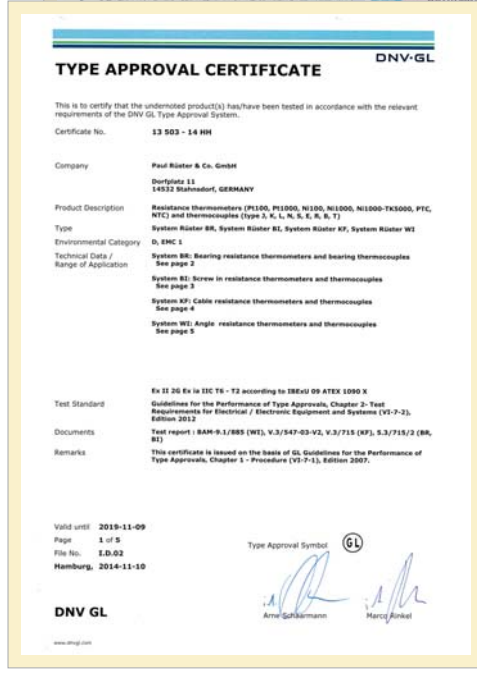 DNV·GL
TYPE APPROVAL CERTIFICATE
This is to certify that the undernoted product(s) has/have been tested in accordance with the relevant
requirements of the DNV GL Type Approval System.
Certificate No. 13 503 - 14 HH
Company Paul Rüster & Co. GmbH
Dorfplatz 11
14532 Stahnsdorf, GERMANY
Product Description Resistance thermometers (Pt100, Pt1000, Ni100, Ni1000, Ni1000-TK5000, PTC,
NTC) and thermocouples (type J, K, L, N, S, E, R, B, T)
Type System Rüster BR, System Rüster BI, System Rüster KF, System Rüster WI
Environmental Category D, EMC 1
Technical Data / System BR: Bearing resistance thermometers and bearing thermocouples
Range of Application See page 2
System BI: Screw in resistance thermometers and thermocouples
See page 3
System KF: Cable resistance thermometers and thermocouples
See page 4
System WI: Angle resistance thermometers and thermocouples
See page 5
Ex II 2G Ex ia IIC T6 - T2 according to IBExU 09 ATEX 1090 X
Test Standard Guidelines for the Performance of Type Approvals, Chapter 2- Test
Requirements for Electrical / Electronic Equipment and Systems (VI-7-2),
Edition 2012
Documents Test report : BAM-9.1/885 (WI), V.3/547-03-V2, V.3/715 (KF), 5.3/715/2 (BR,
BI)
Remarks This certificate is issued on the basis of GL Guidelines for the Performance of
Type Approvals, Chapter 1 - Procedure (VI-7-1), Edition 2007.
Valid until 2019-11-09
Page 1 of 5
File No. I.D.02
Hamburg, 2014-11-10
Type Approval Symbol GL
DNV GL
Arne Schaarmann Marco Rinkel
www.dnvgl.com